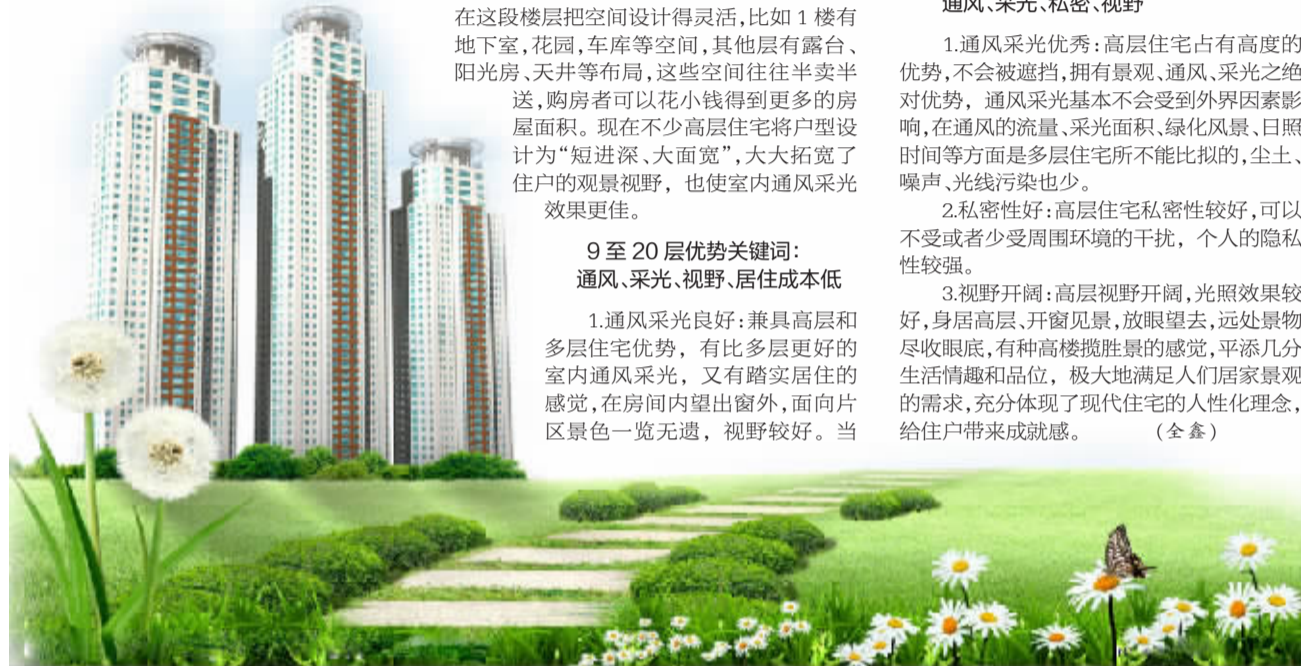 在这段楼层把空间设计得灵活,比如 1 楼有
地下室,花园,车库等空间,其他层有露台、
阳光房、天井等布局,这些空间往往半卖半
送,购房者可以花小钱得到更多的房
屋面积。现在不少高层住宅将户型设
计为“短进深、大面宽”,大大拓宽了
住户的观景视野，也使室内通风采光
效果更佳。
9 至 20 层优势关键词:
通风、采光、视野、居住成本低
1.通风采光良好:兼具高层和
多层住宅优势，有比多层更好的
室内通风采光，又有踏实居住的
感觉,在房间内望出窗外,面向片
区景色一览无遗，视野较好。当
通风、采光、私密、视野
1.通风采光优秀:高层住宅占有高度的
优势,不会被遮挡,拥有景观、通风、采光之绝
对优势，通风采光基本不会受到外界因素影
响,在通风的流量、采光面积、绿化风景、日照
时间等方面是多层住宅所不能比拟的,尘土、
噪声、光线污染也少。
2.私密性好:高层住宅私密性较好,可以
不受或者少受周围环境的干扰，个人的隐私
性较强。
3.视野开阔:高层视野开阔,光照效果较
好,身居高层、开窗见景,放眼望去,远处景物
尽收眼底,有种高楼揽胜景的感觉,平添几分
生活情趣和品位，极大地满足人们居家景观
的需求,充分体现了现代住宅的人性化理念,
给住户带来成就感。 (全鑫)